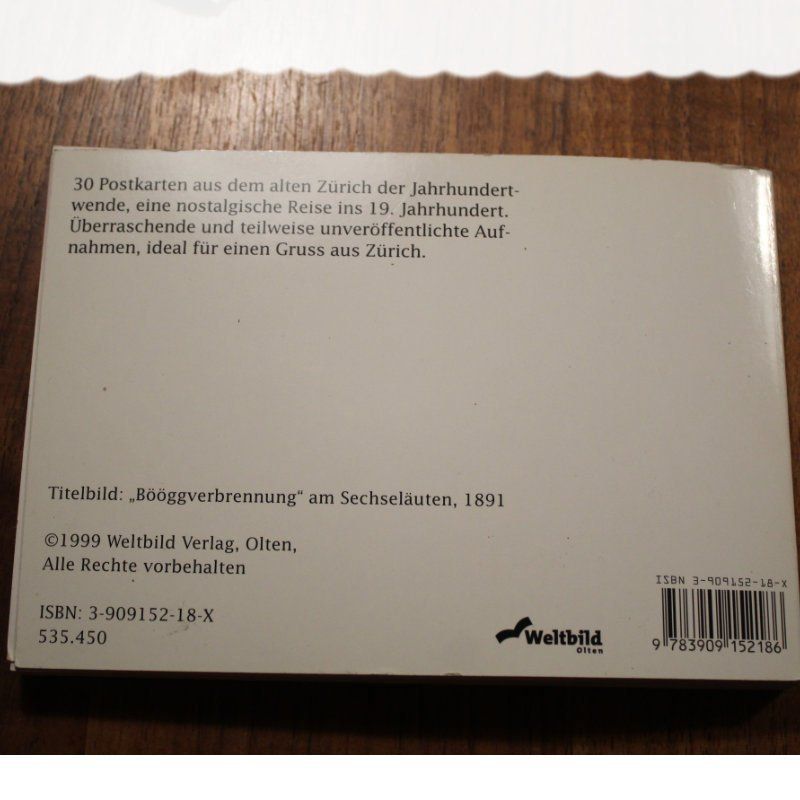 30 Postkarten aus dem alten Zürich der Jahrhundert-
wende, eine nostalgische Reise ins 19. Jahrhundert.
Überraschende und teilweise unveröffentlichte Auf-
nahmen, ideal für einen Gruss aus Zürich.
Titelbild: „Bööggverbrennung“ am Sechseläuten, 1891
©1999 Weltbild Verlag, Olten,
Alle Rechte vorbehalten
ISBN: 3-909152-18-X
535.450
Weltbild
Olten
ISBN 3-909152-18-X
9 783909 152186